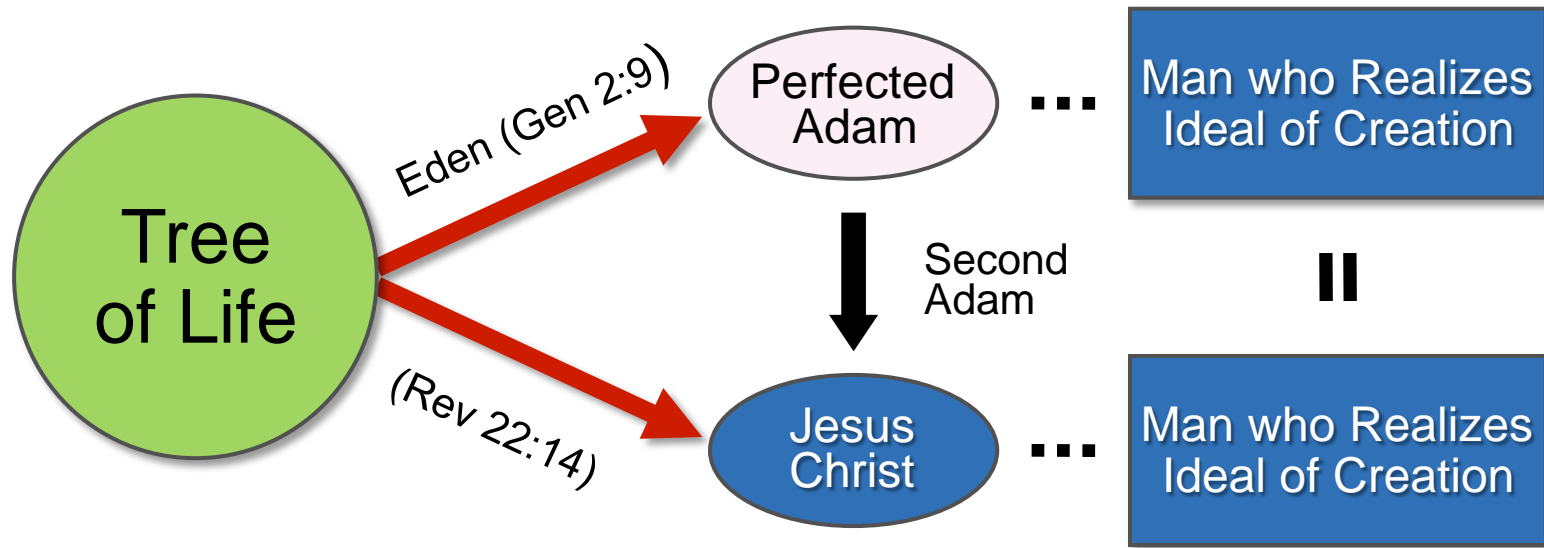 Tree
of Life
Eden (Gen 2:9)
(Rev 22:14)
Perfected
Adam
...
Man who Realizes
Ideal of Creation
Second
Adam
=
Jesus
Christ
...
Man who Realizes
Ideal of Creation